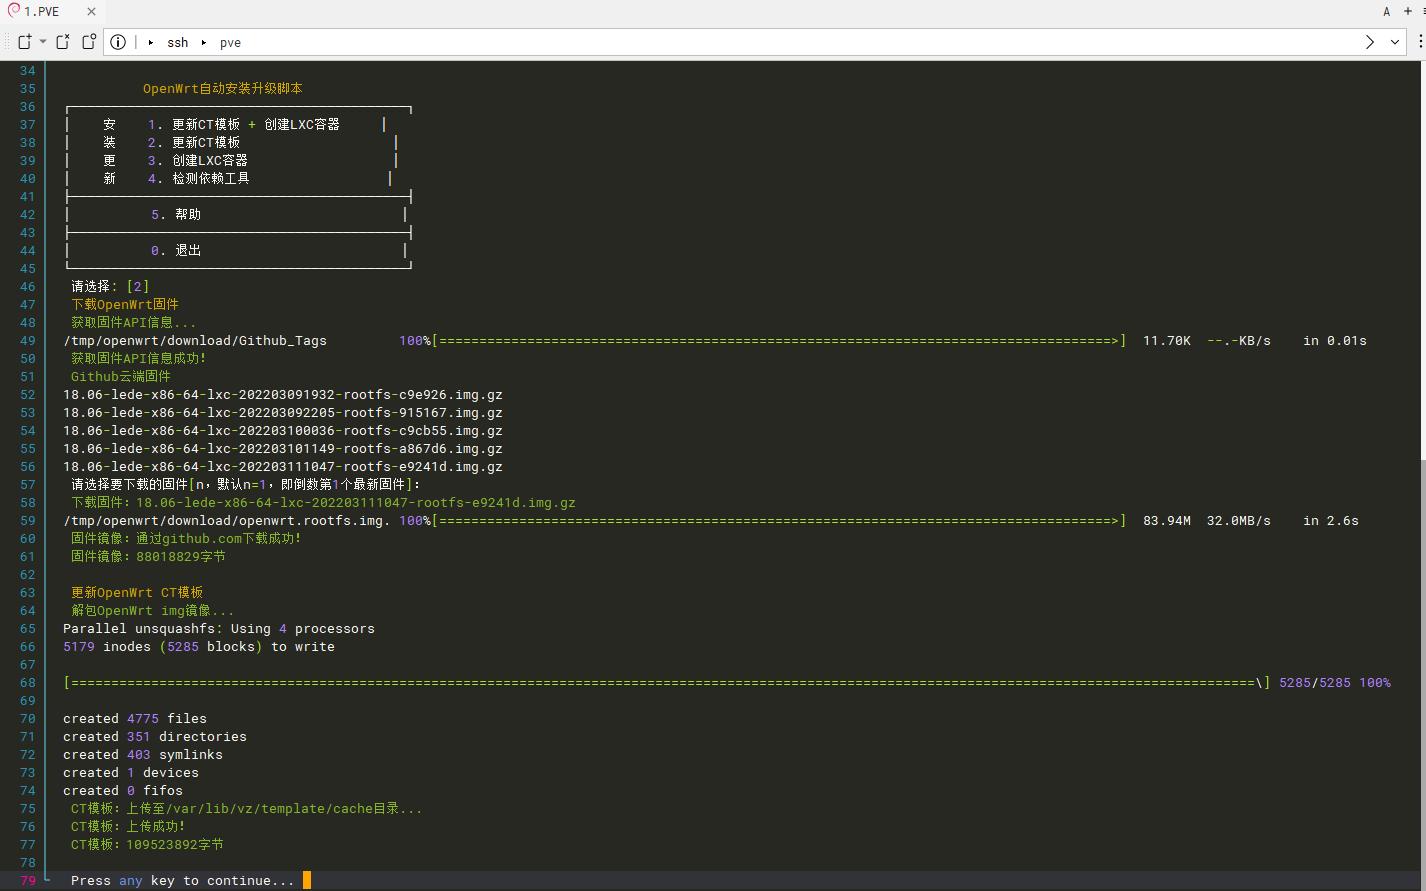 1.PVE
A
ssh pve
34
35 OpenWrt自动安装升级脚本
36
37 安 1. 更新CT模板 + 创建LXC容器
38 装 2. 更新CT模板
39 更 3. 创建LXC容器
40 新 4. 检测依赖工具
41
42 5. 帮助
43
44 0. 退出
45
46 请选择: [2]
47 下载OpenWrt固件
48 获取固件API信息...
49 /tmp/openwrt/download/Github_Tags 100%[====================================================================================>] 11.70K --.-KB/s in 0.01s
50 获取固件API信息成功!
51 Github云端固件
52 18.06-lede-x86-64-lxc-202203091932-rootfs-c9e926.img.gz
53 18.06-lede-x86-64-lxc-202203092205-rootfs-915167.img.gz
54 18.06-lede-x86-64-lxc-202203100036-rootfs-c9cb55.img.gz
55 18.06-lede-x86-64-lxc-202203101149-rootfs-a867d6.img.gz
56 18.06-lede-x86-64-lxc-202203111047-rootfs-e9241d.img.gz
57 请选择要下载的固件[n，默认n=1，即倒数第1个最新固件]:
58 下载固件：18.06-lede-x86-64-lxc-202203111047-rootfs-e9241d.img.gz
59 /tmp/openwrt/download/openwrt.rootfs.img. 100%[====================================================================================>] 83.94M 32.0MB/s in 2.6s
60 固件镜像：通过github.com下载成功!
61 固件镜像：88018829字节
62
63 更新OpenWrt CT模板
64 解包OpenWrt img镜像...
65 Parallel unsquashfs: Using 4 processors
66 5179 inodes (5285 blocks) to write
67
68 [====================================================================================================================================================\] 5285/5285 100%
69
70 created 4775 files
71 created 351 directories
72 created 403 symlinks
73 created 1 devices
74 created 0 fifos
75 CT模板：上传至/var/lib/vz/template/cache目录...
76 CT模板：上传成功!
77 CT模板：109523892字节
78
79 Press any key to continue...